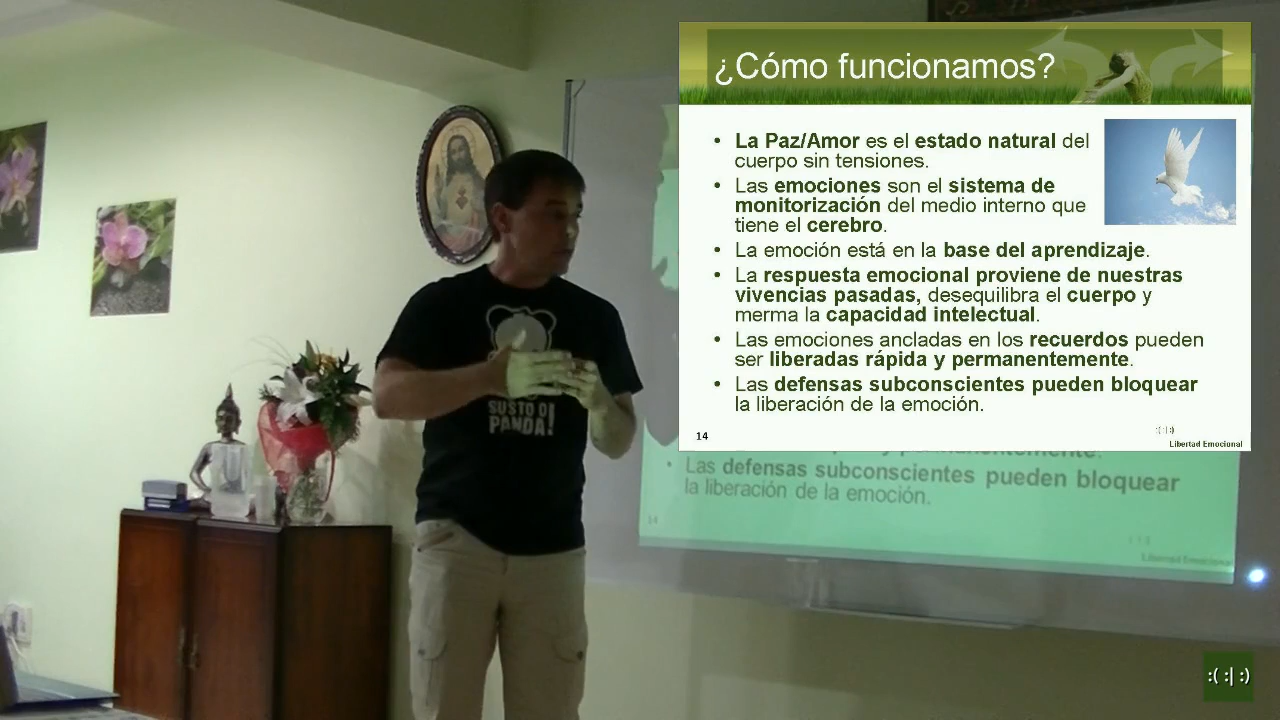 ¿Cómo funcionamos?
• La Paz/Amor es el estado natural del
cuerpo sin tensiones.
• Las emociones son el sistema de
monitorización del medio interno que
tiene el cerebro.
• La emoción está en la base del aprendizaje.
• La respuesta emocional proviene de nuestras
vivencias pasadas, desequilibra el cuerpo y
merma la capacidad intelectual.
• Las emociones ancladas en los recuerdos pueden
ser liberadas rápida y permanentemente.
• Las defensas subconscientes pueden bloquear
la liberación de la emoción.
14
:(:|:)
Libertad Emocional
SUSTO O
PANDA!
y permanentemente.
• Las defensas subconscientes pueden bloquear
la liberación de la emoción.
14
Libertad Emocional
:( :| :)